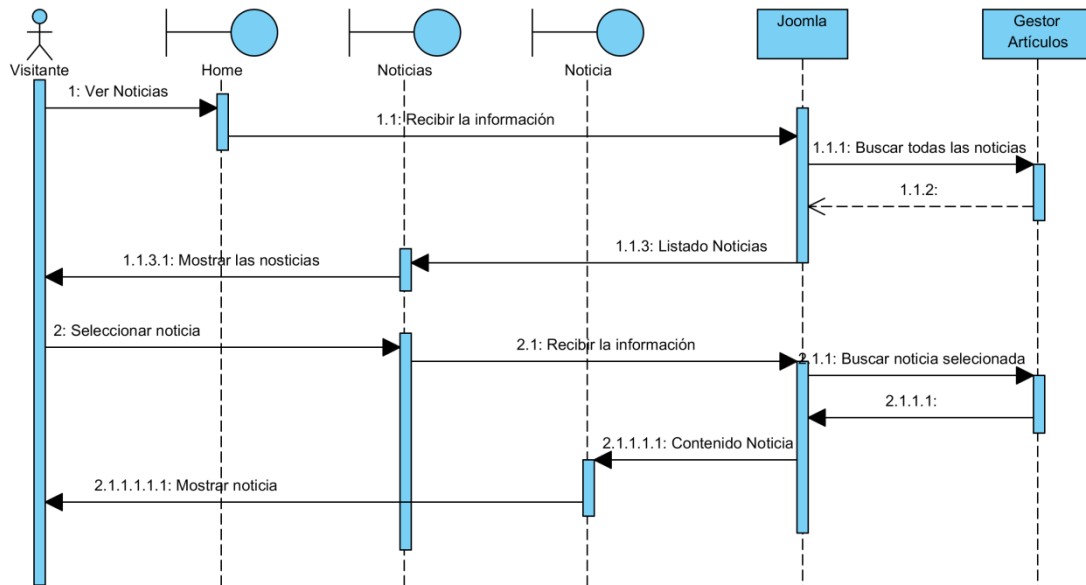 Joomla
Gestor
Artículos
Visitante
Home
Noticias
Noticia
1: Ver Noticias
1.1: Recibir la información
1.1.1: Buscar todas las noticias
1.1.2:
1.1.3: Listado Noticias
1.1.3.1: Mostrar las nosticias
2: Seleccionar noticia
2.1: Recibir la información
2.1.1: Buscar noticia selecionada
2.1.1.1:
2.1.1.1.1: Contenido Noticia
2.1.1.1.1.1: Mostrar noticia